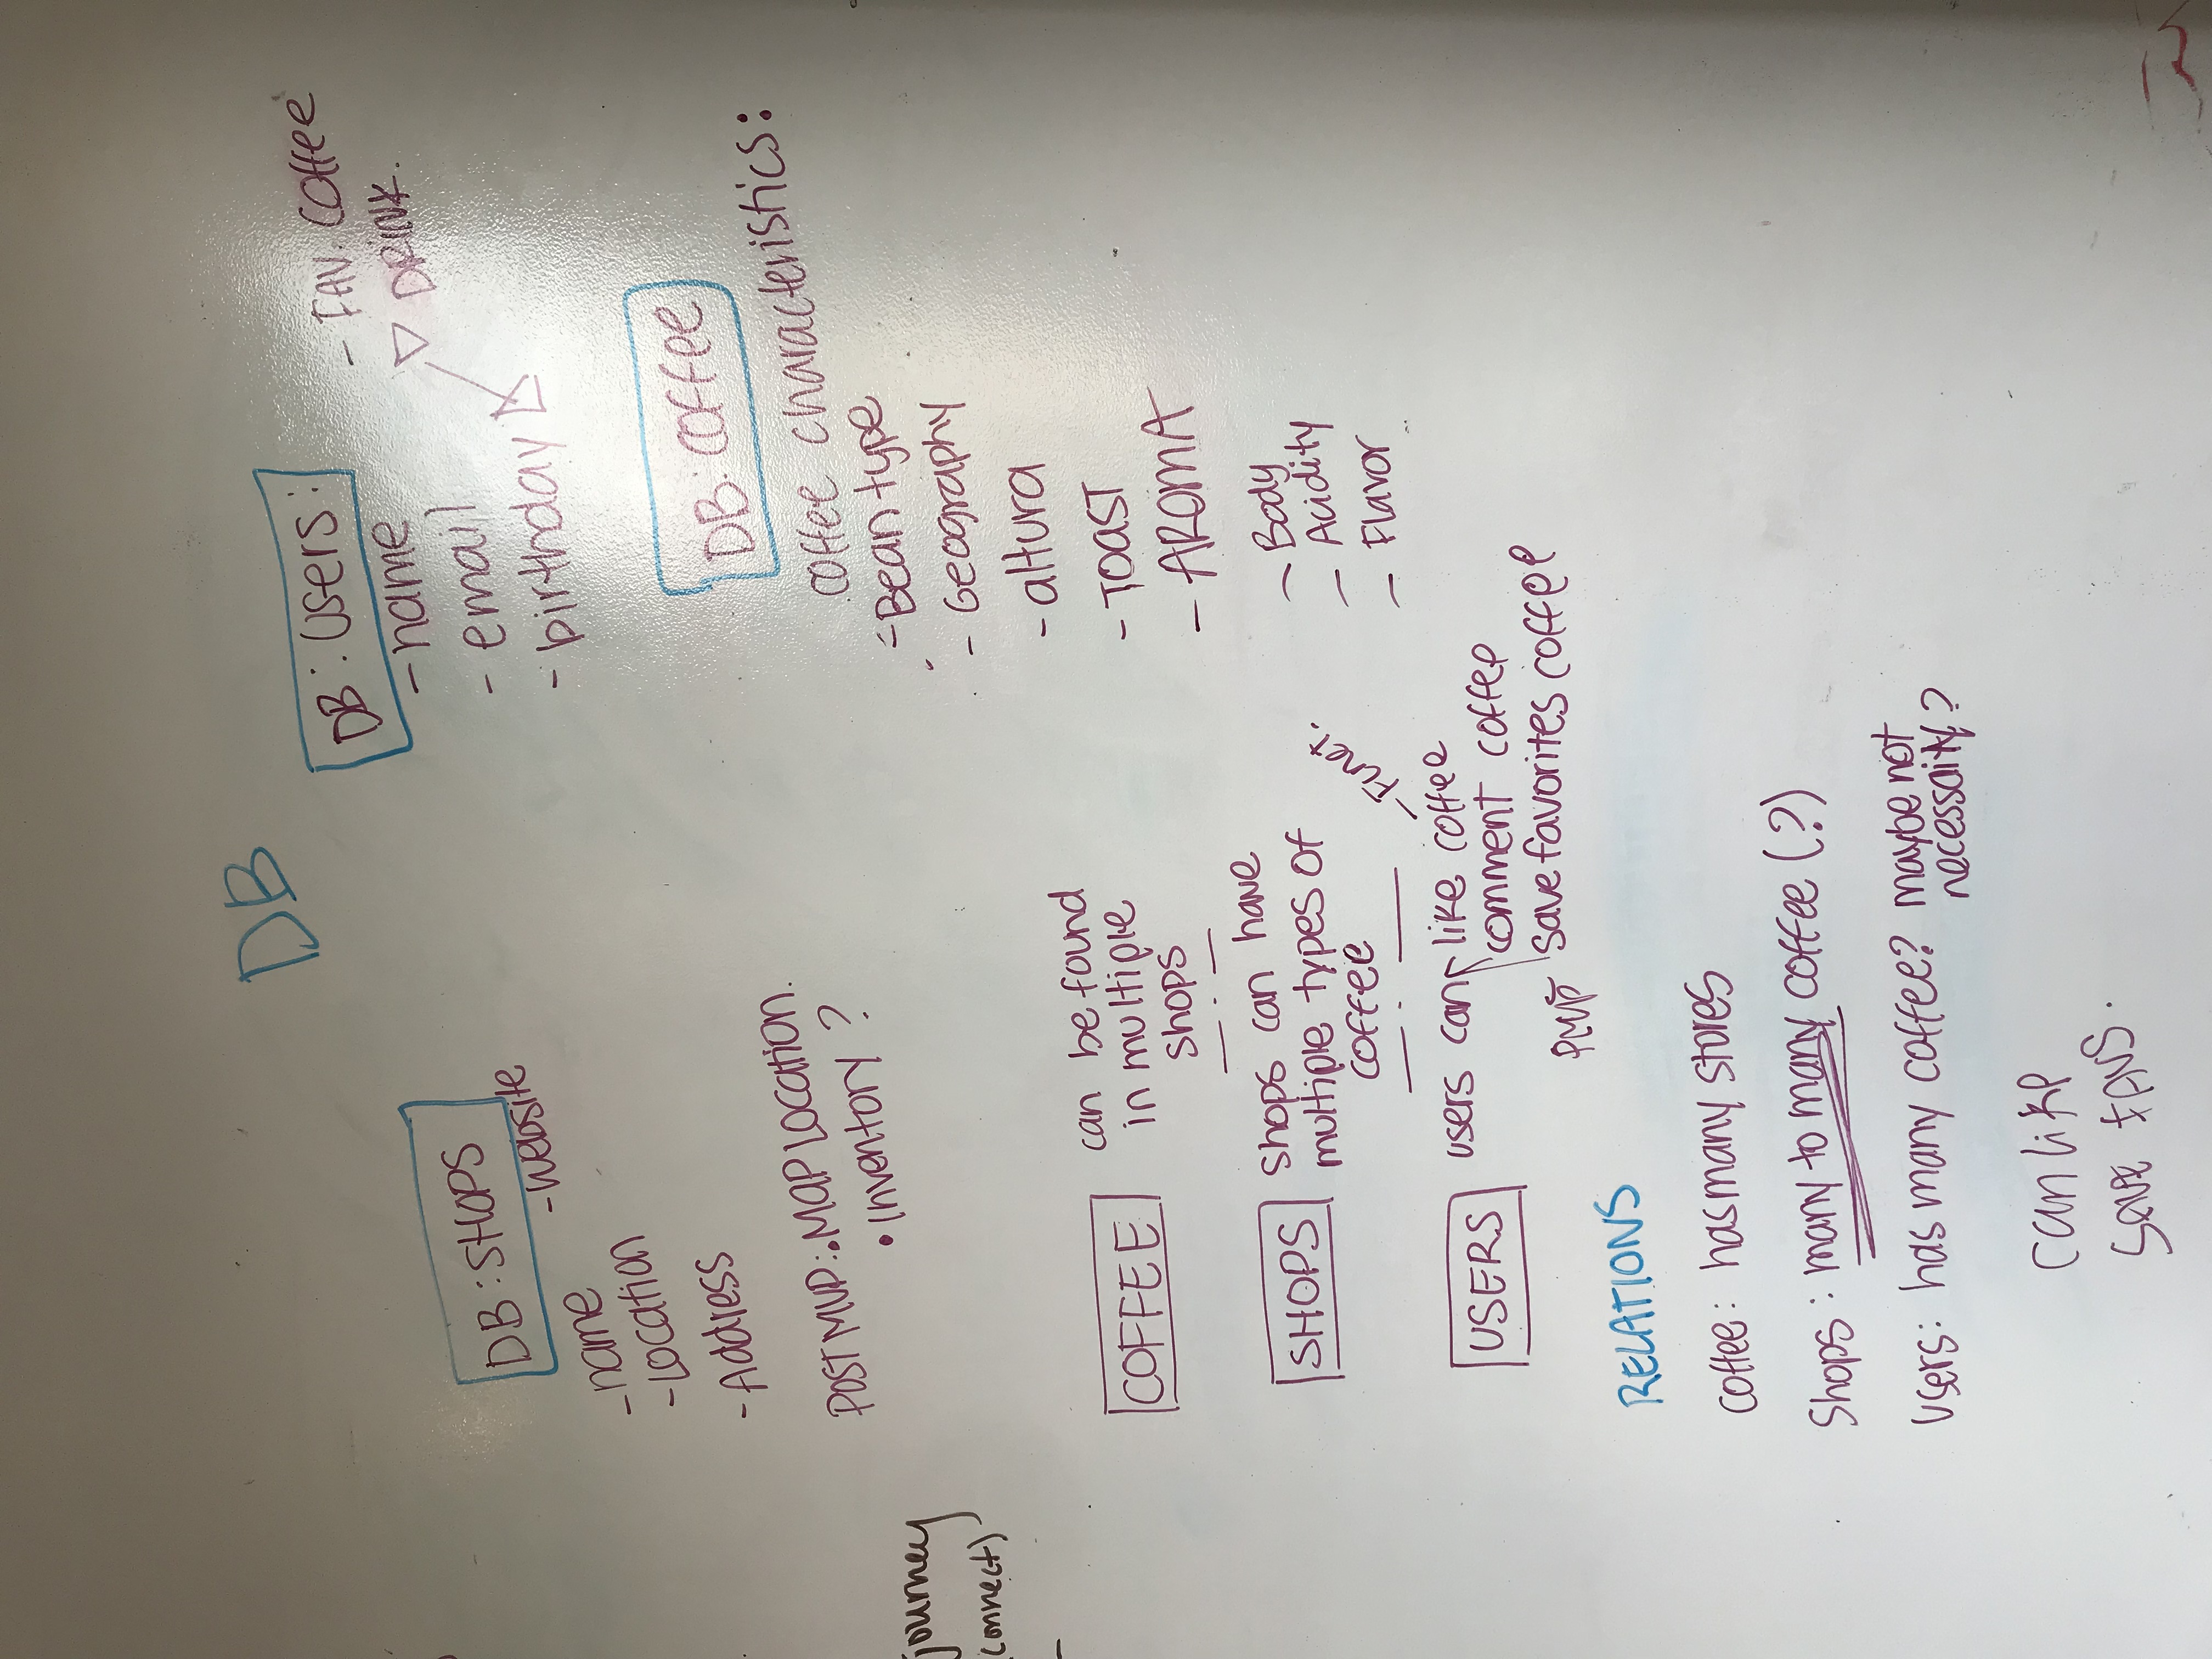 DB
DB: SHOPS
- website
- name
- Location
- Address
POST MVP: • MAP LOCATION.
• Inventory ?
DB: Users:
- name
- email
- birthday
- FAV. COFFEE
DRINK.
DB: COFFEE
coffee characteristics:
- Bean type
- Geography
- altura
- TOAST
- AROMA
- Body
- Acidity
- Flavor
journey
(connect)
COFFEE
can be found
in multiple
shops
SHOPS
shops can have
multiple types of
coffee
- Funct.
USERS
users can like coffee
comment coffee
save favorites coffee
RELATIONS
coffee: has many stores
Shops: many to many coffee (?)
Users: has many coffee? maybe not
?
can like
SAVE FAVS.